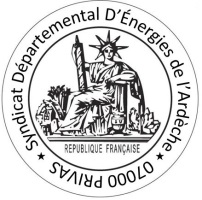 Syndicat Départemental D'Énergies de l'Ardèche
★ 07000 PRIVAS ★
REPUBLIQUE FRANÇAISE